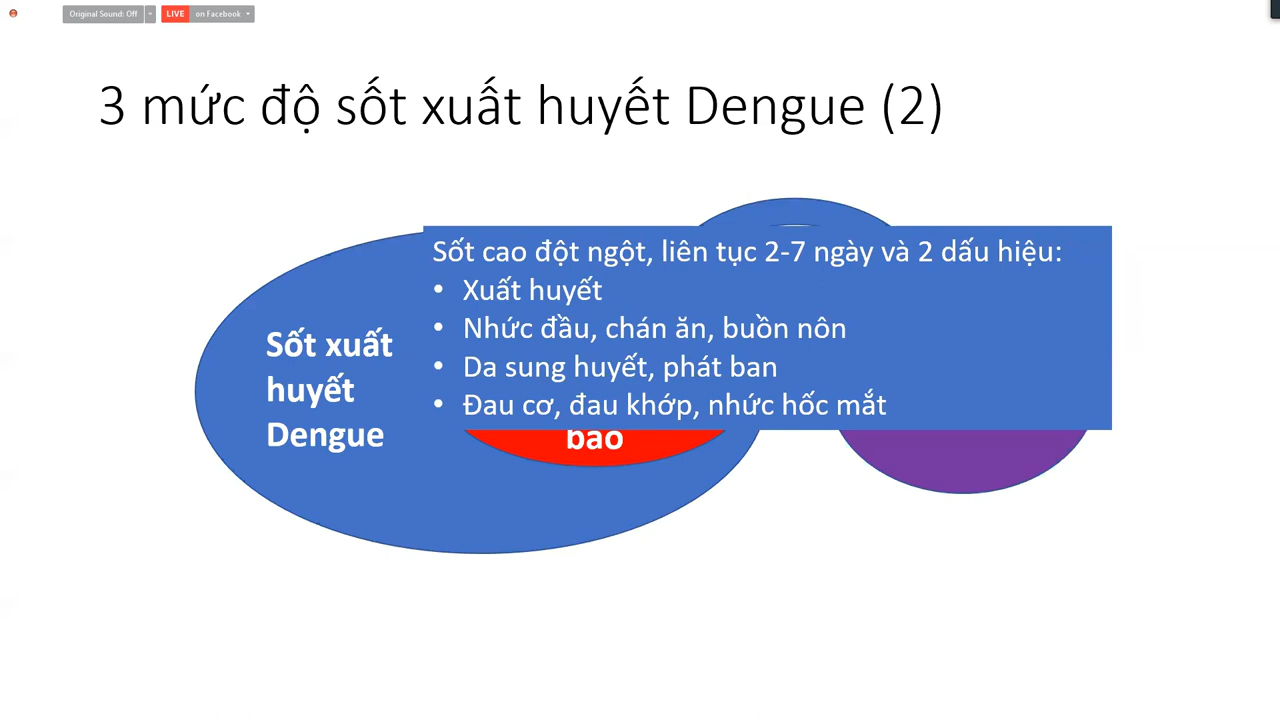 Original Sound: Off
LIVE on Facebook
3 mức độ sốt xuất huyết Dengue (2)
Sốt cao đột ngột, liên tục 2-7 ngày và 2 dấu hiệu:
• Xuất huyết
• Nhức đầu, chán ăn, buồn nôn
• Da sung huyết, phát ban
• Đau cơ, đau khớp, nhức hốc mắt
Sốt xuất
huyết
Dengue
báo